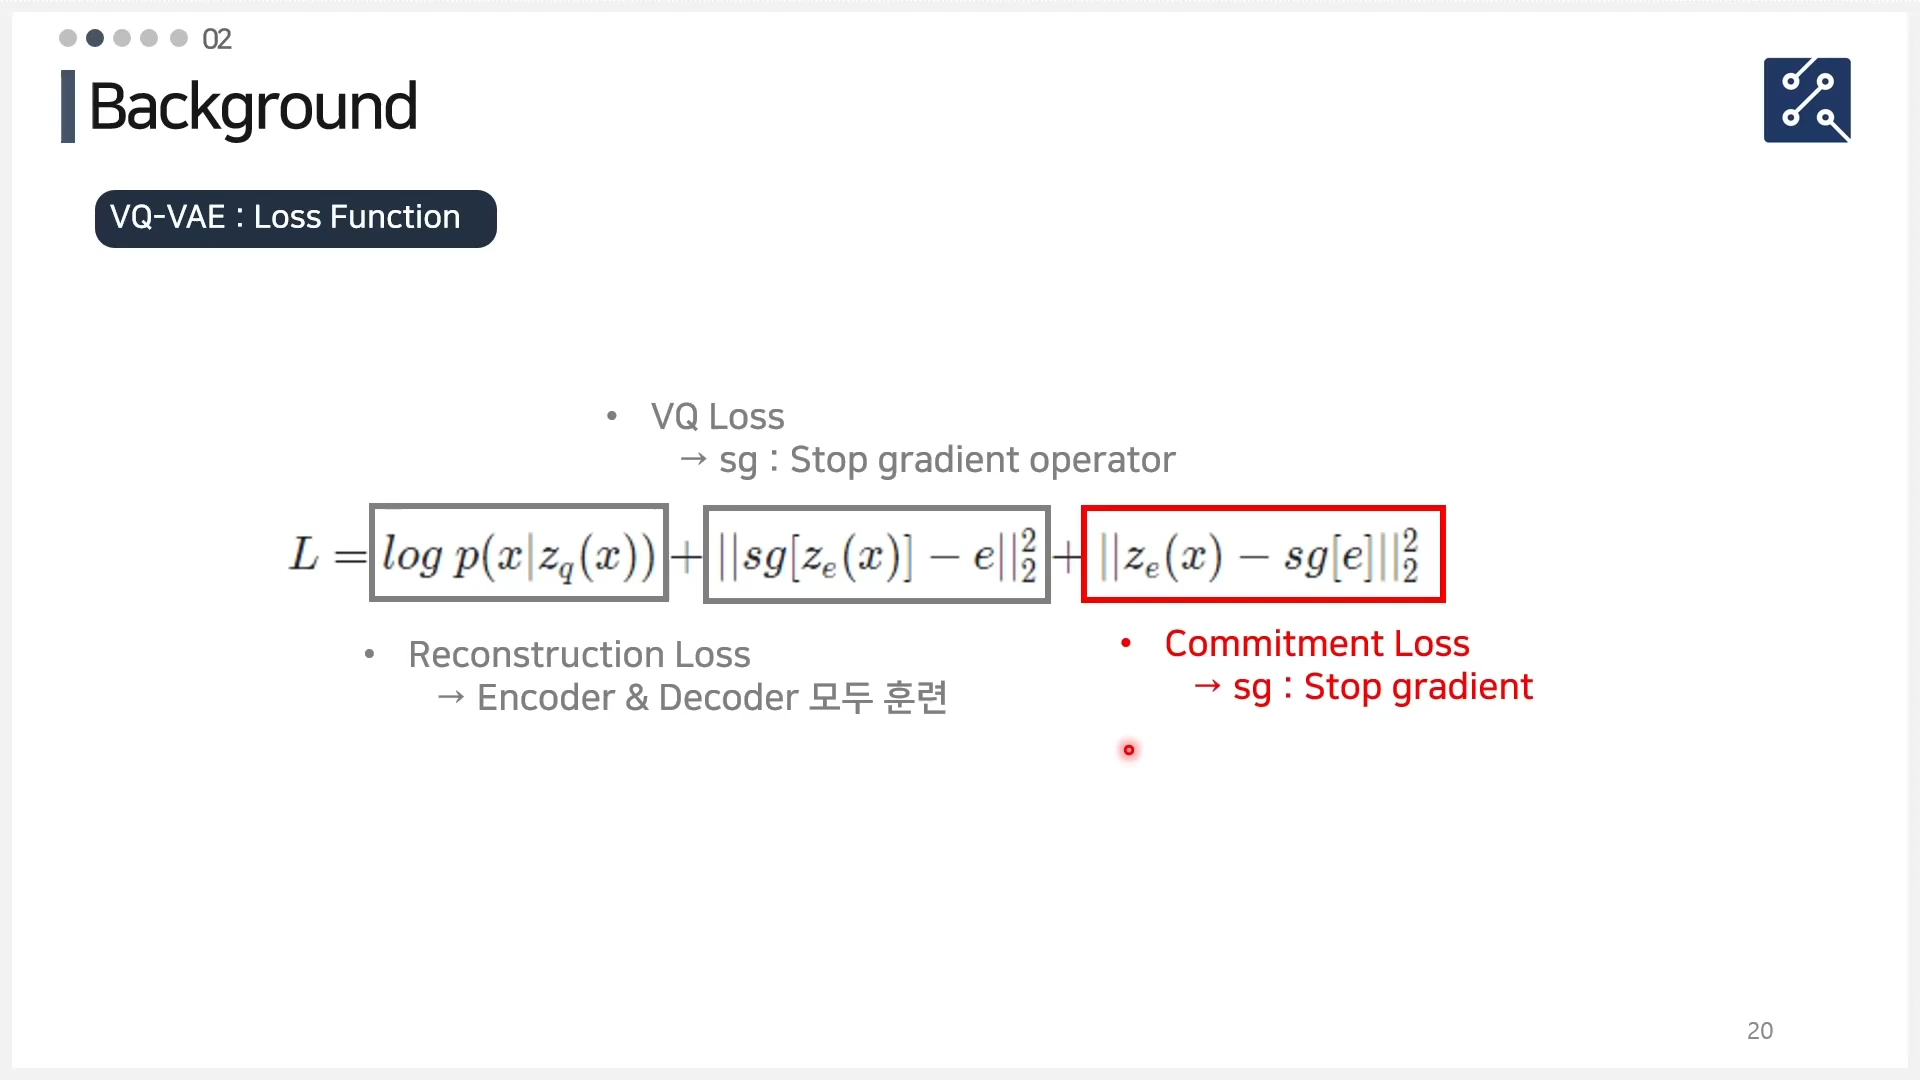 02
Background
VQ-VAE : Loss Function
• VQ Loss
→ sg : Stop gradient operator
L = log p(x|z_q(x)) + ||sg[z_e(x)] − e||_2^2 + ||z_e(x) − sg[e]||_2^2
• Reconstruction Loss
→ Encoder & Decoder 모두 훈련
• Commitment Loss
→ sg : Stop gradient
20